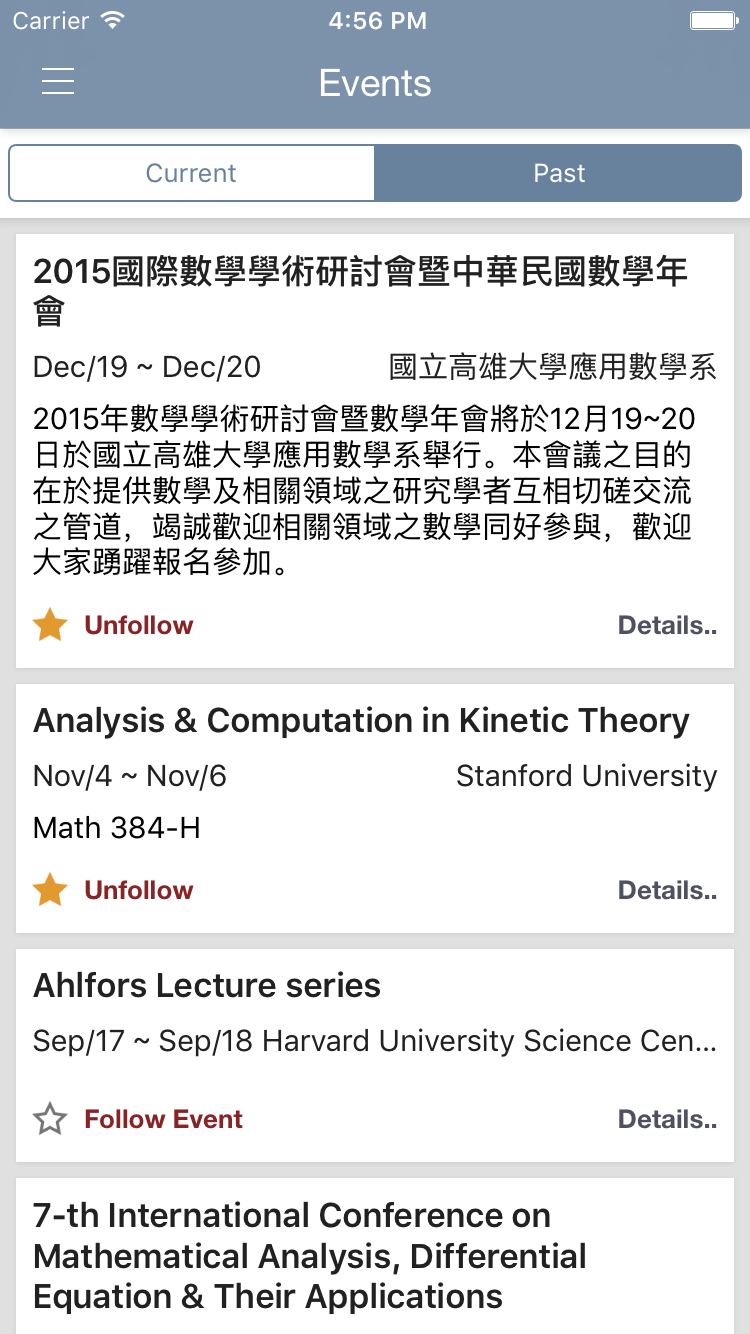 Carrier 4:56 PM
Events
Current Past
2015國際數學學術研討會暨中華民國數學年
會
Dec/19 ~ Dec/20 國立高雄大學應用數學系
2015年數學學術研討會暨數學年會將於12月19~20
日於國立高雄大學應用數學系舉行。本會議之目的
在於提供數學及相關領域之研究學者互相切磋交流
之管道，竭誠歡迎相關領域之數學同好參與，歡迎
大家踴躍報名參加。
Unfollow Details..
Analysis & Computation in Kinetic Theory
Nov/4 ~ Nov/6 Stanford University
Math 384-H
Unfollow Details..
Ahlfors Lecture series
Sep/17 ~ Sep/18 Harvard University Science Cen...
Follow Event Details..
7-th International Conference on
Mathematical Analysis, Differential
Equation & Their Applications